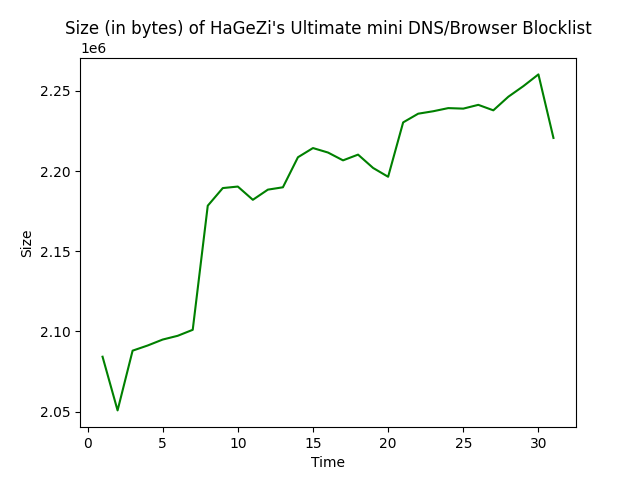 Size (in bytes) of HaGeZi's Ultimate mini DNS/Browser Blocklist
1e6
2.25
2.20
2.15
2.10
2.05
Size
0 5 10 15 20 25 30
Time